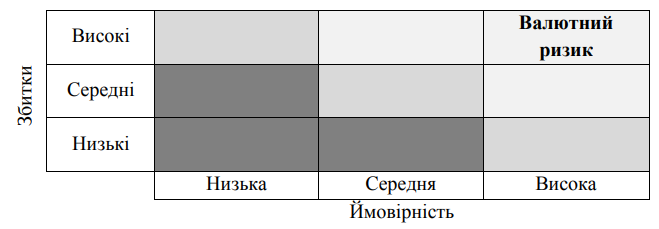 Збитки
Високі
Валютний
ризик
Середні
Низькі
Низька
Середня
Висока
Ймовірність